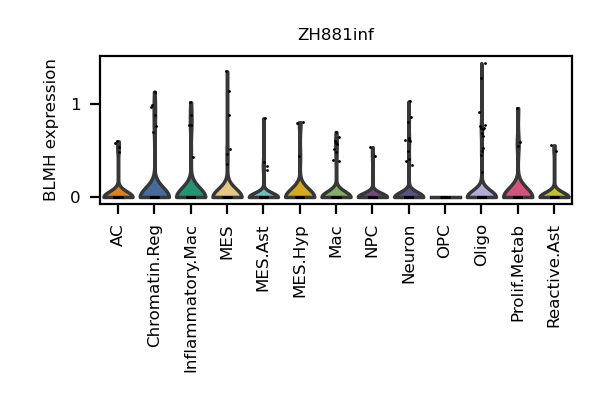 ZH881inf
BLMH expression
1
0
AC
Chromatin.Reg
Inflammatory.Mac
MES
MES.Ast
MES.Hyp
Mac
NPC
Neuron
OPC
Oligo
Prolif.Metab
Reactive.Ast